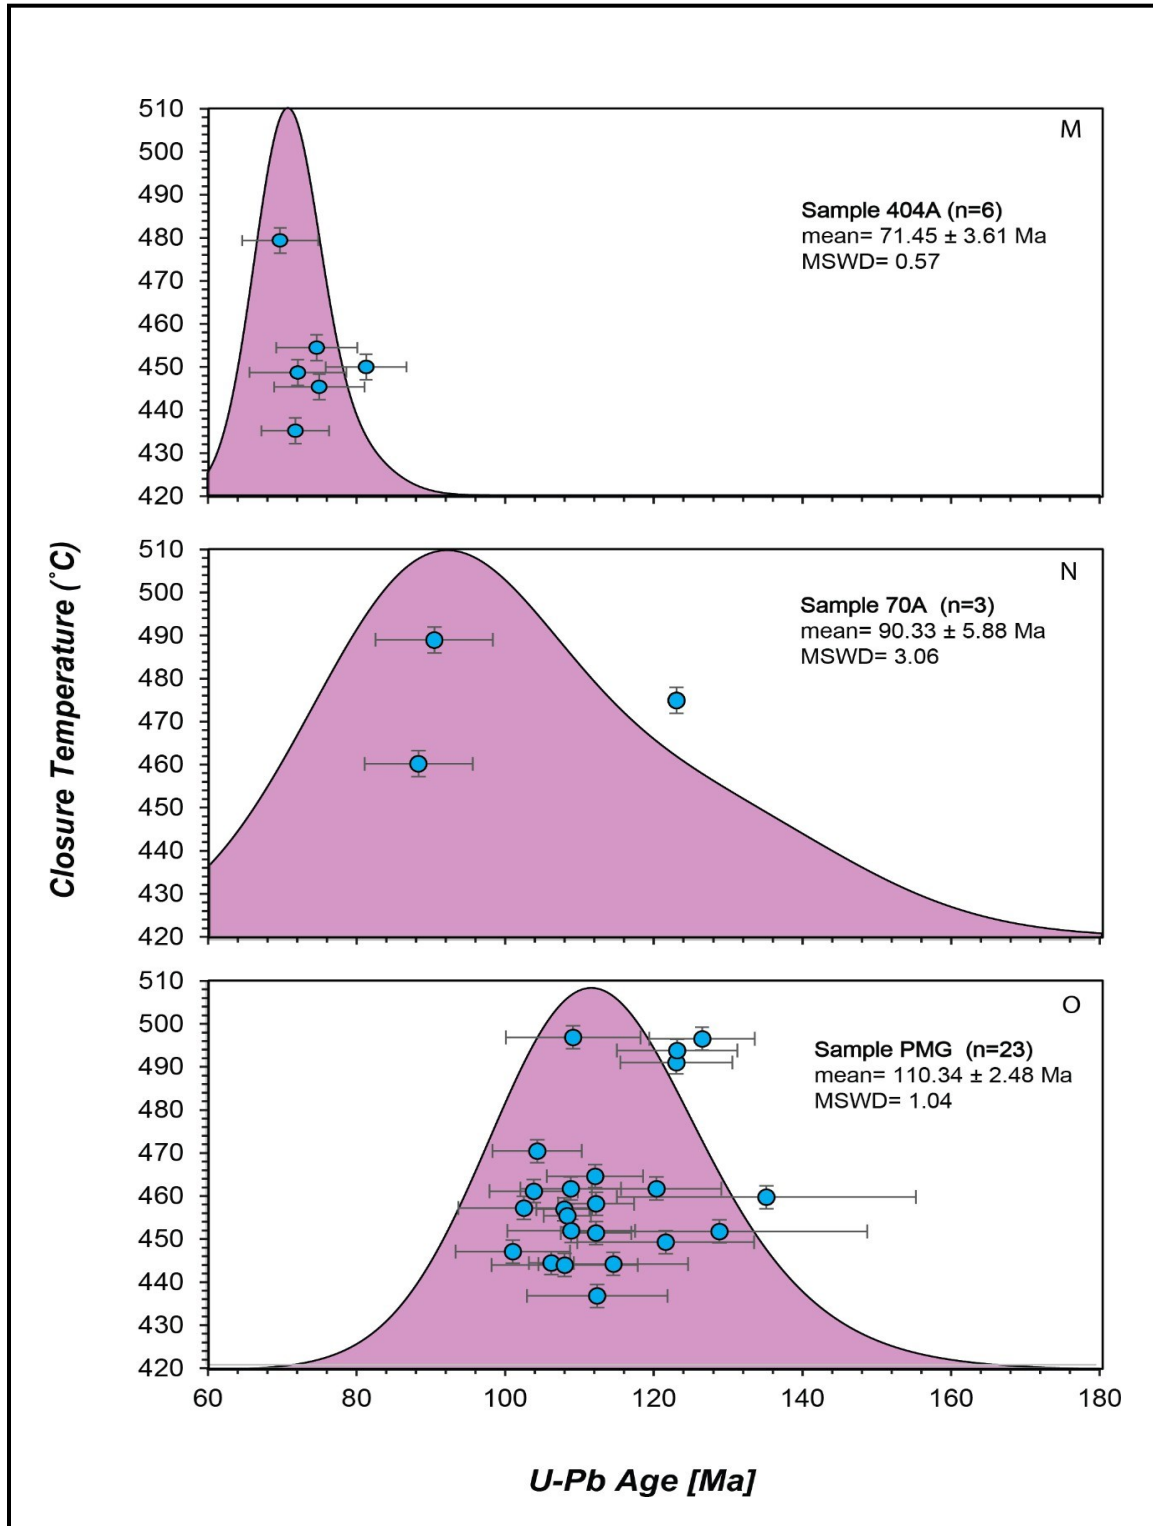 Closure Temperature (˚C)
510
500
490
480
470
460
450
440
430
420
M
Sample 404A (n=6)
mean= 71.45 ± 3.61 Ma
MSWD= 0.57
510
500
490
480
470
460
450
440
430
420
N
Sample 70A (n=3)
mean= 90.33 ± 5.88 Ma
MSWD= 3.06
510
500
490
480
470
460
450
440
430
420
O
Sample PMG (n=23)
mean= 110.34 ± 2.48 Ma
MSWD= 1.04
60 80 100 120 140 160 180
U-Pb Age [Ma]